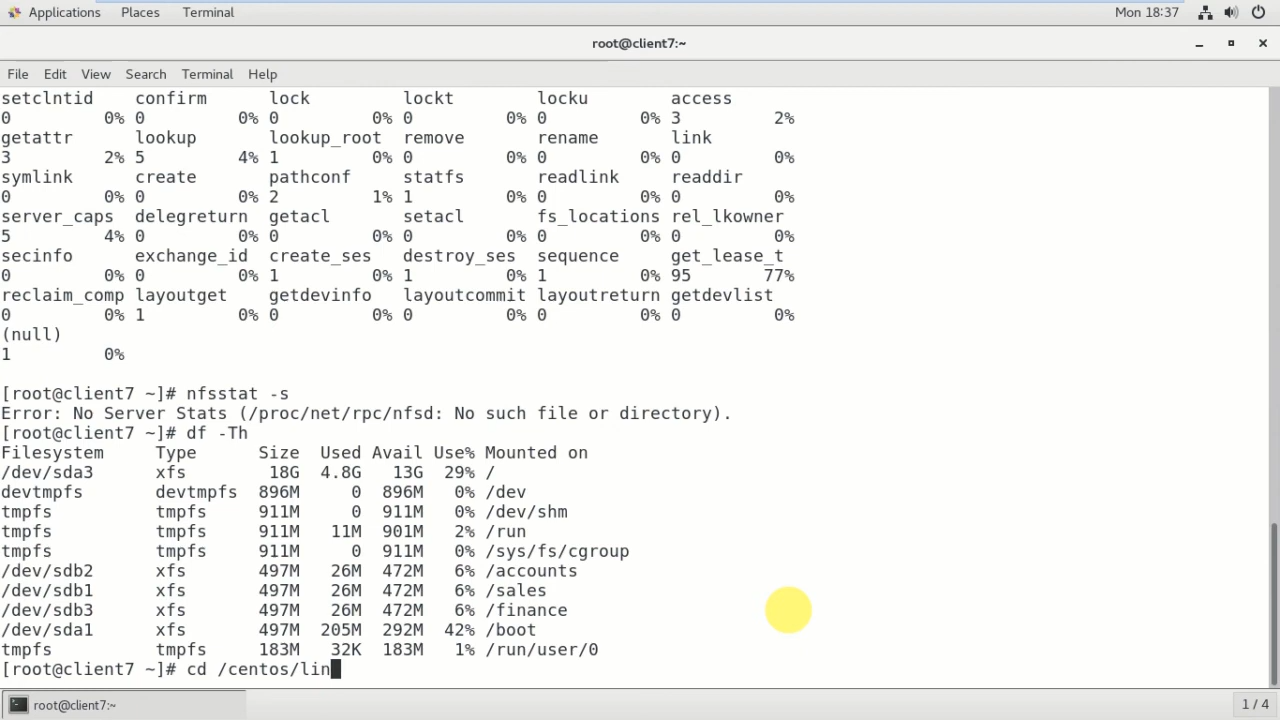 Applications Places Terminal Mon 18:37
root@client7:~
File Edit View Search Terminal Help
setclntid confirm lock lockt locku access
0 0% 0 0% 0 0% 0 0% 0 0% 3 2%
getattr lookup lookup_root remove rename link
3 2% 5 4% 1 0% 0 0% 0 0% 0 0%
symlink create pathconf statfs readlink readdir
0 0% 0 0% 2 1% 1 0% 0 0% 0 0%
server_caps delegreturn getacl setacl fs_locations rel_lkowner
5 4% 0 0% 0 0% 0 0% 0 0% 0 0%
secinfo exchange_id create_ses destroy_ses sequence get_lease_t
0 0% 0 0% 1 0% 1 0% 1 0% 95 77%
reclaim_comp layoutget getdevinfo layoutcommit layoutreturn getdevlist
0 0% 1 0% 0 0% 0 0% 0 0% 0 0%
(null)
1 0%
[root@client7 ~]# nfsstat -s
Error: No Server Stats (/proc/net/rpc/nfsd: No such file or directory).
[root@client7 ~]# df -Th
Filesystem Type Size Used Avail Use% Mounted on
/dev/sda3 xfs 18G 4.8G 13G 29% /
devtmpfs devtmpfs 896M 0 896M 0% /dev
tmpfs tmpfs 911M 0 911M 0% /dev/shm
tmpfs tmpfs 911M 11M 901M 2% /run
tmpfs tmpfs 911M 0 911M 0% /sys/fs/cgroup
/dev/sdb2 xfs 497M 26M 472M 6% /accounts
/dev/sdb1 xfs 497M 26M 472M 6% /sales
/dev/sdb3 xfs 497M 26M 472M 6% /finance
/dev/sda1 xfs 497M 205M 292M 42% /boot
tmpfs tmpfs 183M 32K 183M 1% /run/user/0
[root@client7 ~]# cd /centos/lin
root@client7:~ 1 / 4